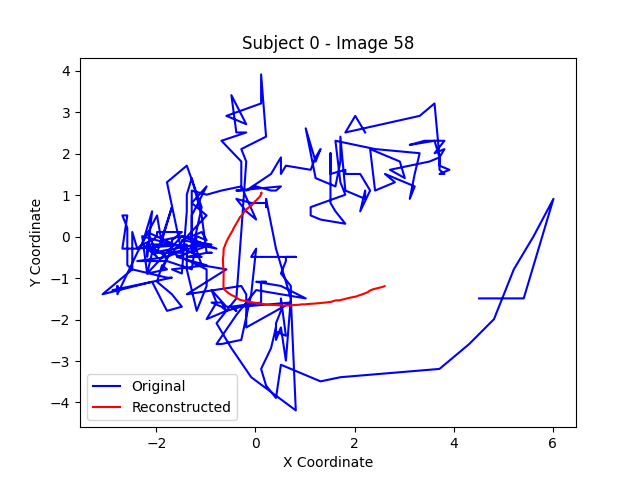 Subject 0 - Image 58
4
3
2
1
0
−1
−2
−3
−4
Y Coordinate
Original
Reconstructed
−2 0 2 4 6
X Coordinate